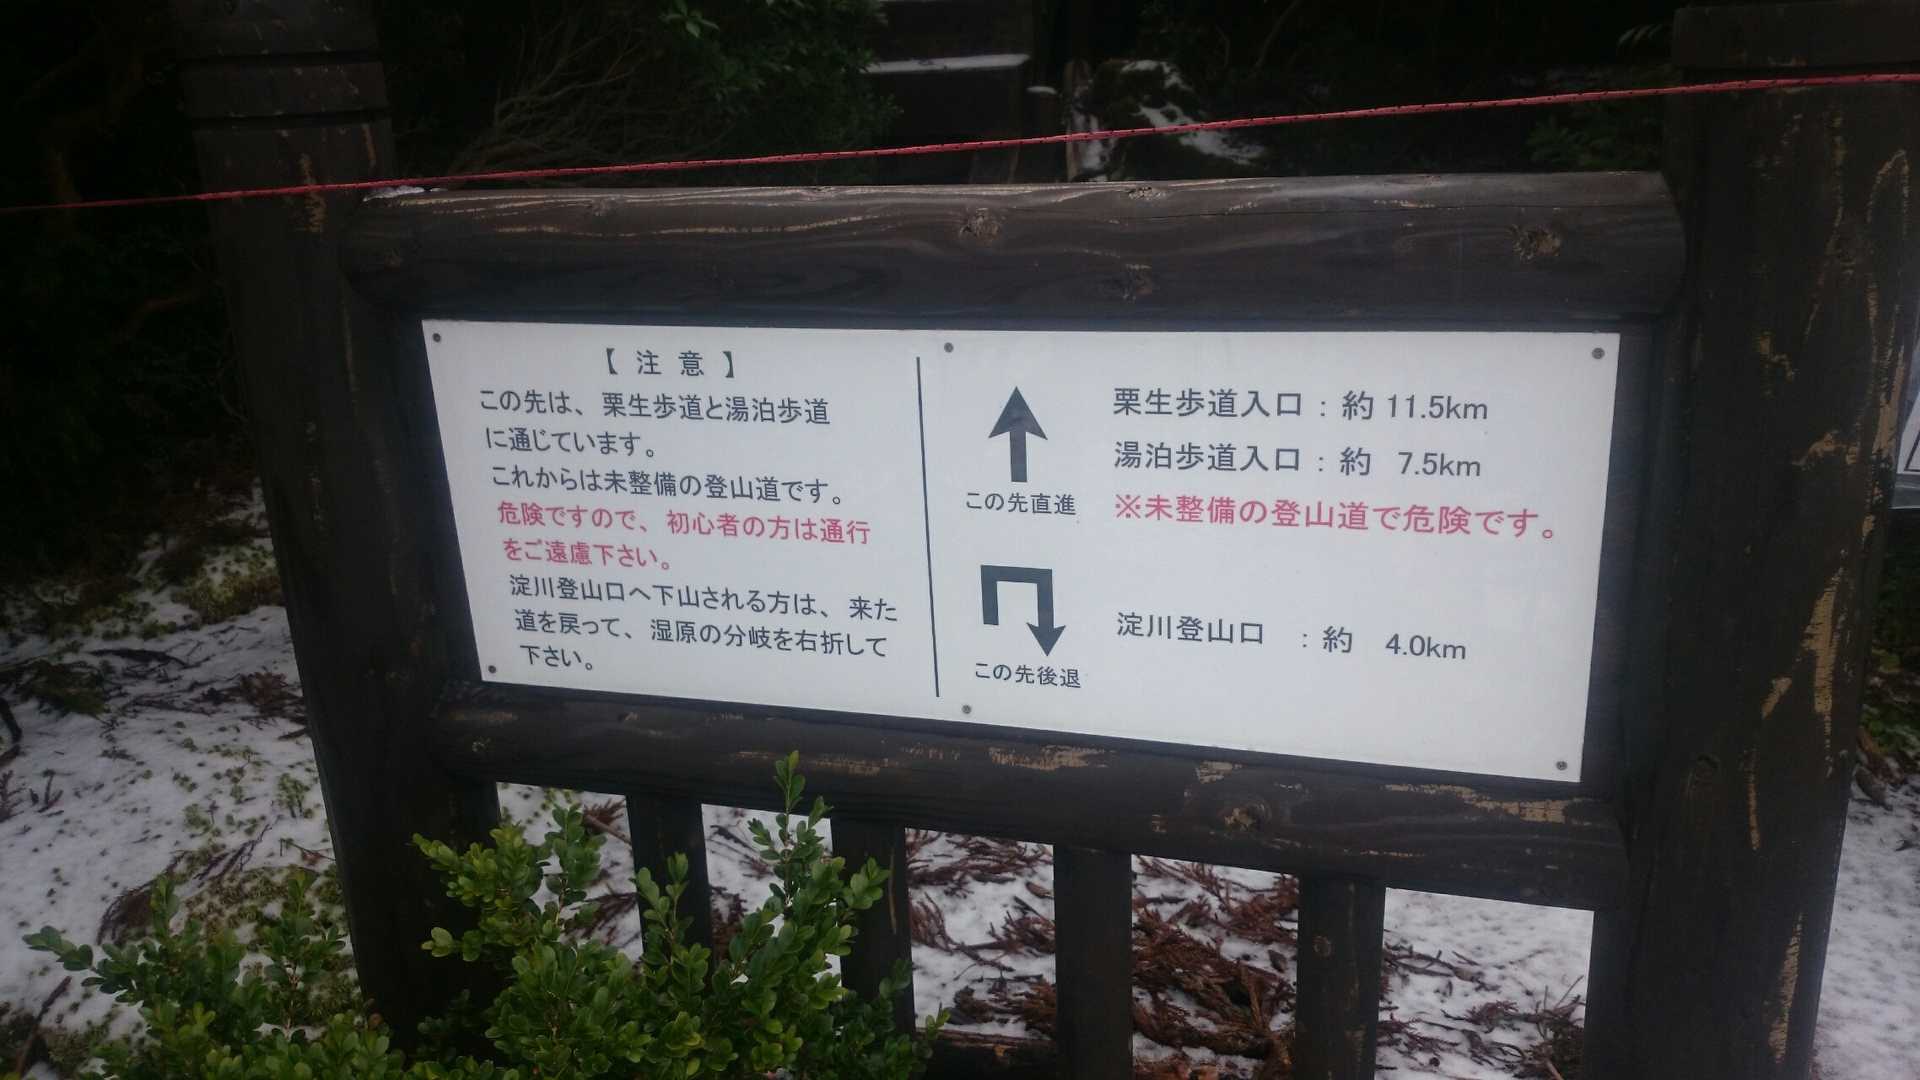 【 注 意 】
この先は、栗生歩道と湯泊歩道
に通じています。
これからは未整備の登山道です。
危険ですので、初心者の方は通行
をご遠慮下さい。
淀川登山口へ下山される方は、来た
道を戻って、湿原の分岐を右折して
下さい。
この先直進
栗生歩道入口：約 11.5km
湯泊歩道入口：約 7.5km
※未整備の登山道で危険です。
この先後退
淀川登山口 ：約 4.0km